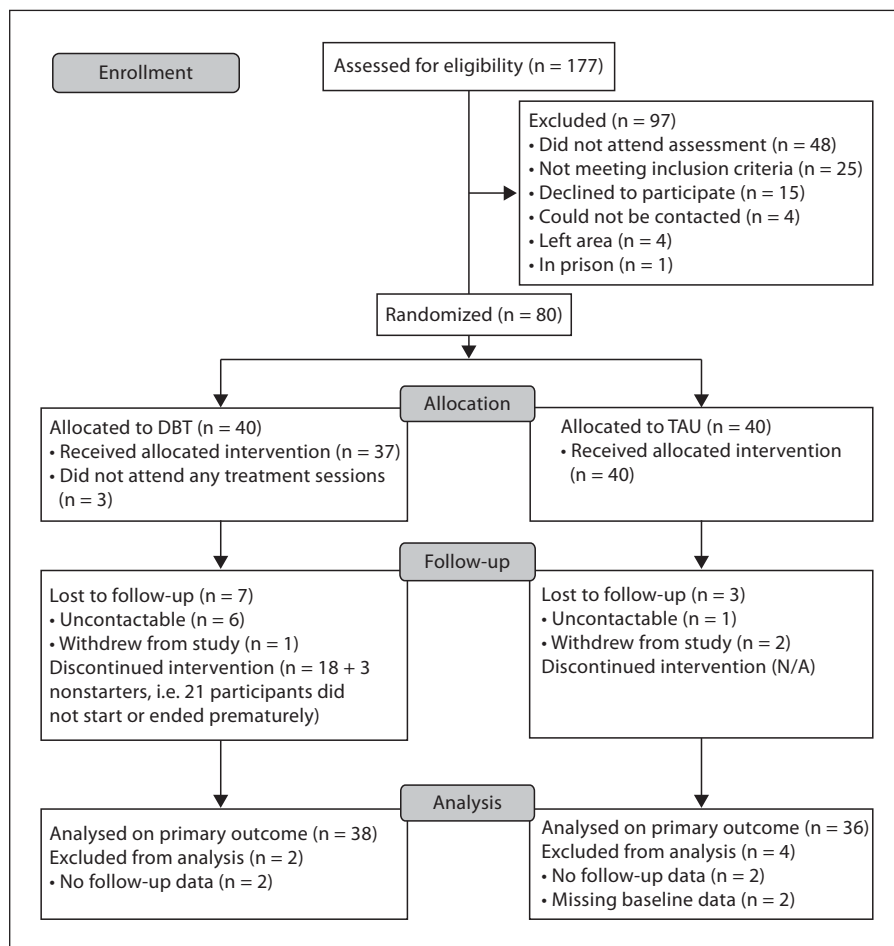 Enrollment
Assessed for eligibility (n = 177)
Excluded (n = 97)
• Did not attend assessment (n = 48)
• Not meeting inclusion criteria (n = 25)
• Declined to participate (n = 15)
• Could not be contacted (n = 4)
• Left area (n = 4)
• In prison (n = 1)
Randomized (n = 80)
Allocation
Allocated to DBT (n = 40)
• Received allocated intervention (n = 37)
• Did not attend any treatment sessions
(n = 3)
Allocated to TAU (n = 40)
• Received allocated intervention
(n = 40)
Follow-up
Lost to follow-up (n = 7)
• Uncontactable (n = 6)
• Withdrew from study (n = 1)
Discontinued intervention (n = 18 + 3
nonstarters, i.e. 21 participants did
not start or ended prematurely)
Lost to follow-up (n = 3)
• Uncontactable (n = 1)
• Withdrew from study (n = 2)
Discontinued intervention (N/A)
Analysis
Analysed on primary outcome (n = 38)
Excluded from analysis (n = 2)
• No follow-up data (n = 2)
Analysed on primary outcome (n = 36)
Excluded from analysis (n = 4)
• No follow-up data (n = 2)
• Missing baseline data (n = 2)